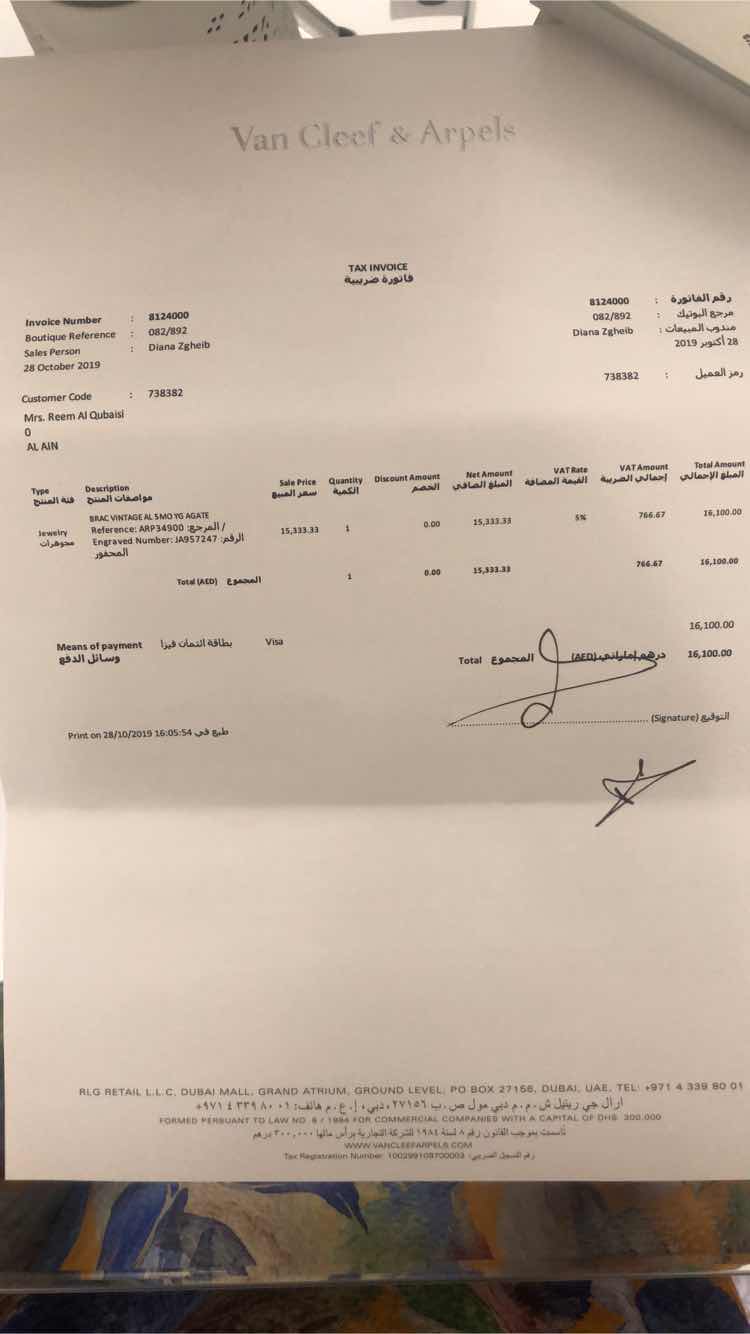 Van Cleef & Arpels
TAX INVOICE
فاتورة ضريبية
Invoice Number : 8124000
Boutique Reference : 082/892
Sales Person : Diana Zgheib
28 October 2019
8124000 : رقم الفاتورة
082/892 : مرجع البوتيك
Diana Zgheib : مندوب المبيعات
28 أكتوبر 2019
Customer Code : 738382
738382 : رمز العميل
Mrs. Reem Al Qubaisi
0
AL AIN
Type Description Sale Price Quantity Discount Amount Net Amount VAT Rate VAT Amount Total Amount
فئة المنتج مواصفات المنتج سعر المبيع الكمية الخصم المبلغ الصافي القيمة المضافة إجمالي الضريبة المبلغ الإجمالي
BRAC VINTAGE AL 5 MO YG AGATE
Jewelry Reference: ARP34900 :المرجع / 15,333.33 1 0.00 15,333.33 5% 766.67 16,100.00
مجوهرات Engraved Number: JA957247 :الرقم
المحفور
Total (AED) المجموع 1 0.00 15,333.33 766.67 16,100.00
16,100.00
Means of payment بطاقة ائتمان فيزا Visa
وسائل الدفع
Total المجموع (AED) درهم إماراتي 16,100.00
(Signature) التوقيع
Print on 28/10/2019 16:05:54 طبع في
RLG RETAIL L.L.C. DUBAI MALL, GRAND ATRIUM, GROUND LEVEL, PO BOX 27156, DUBAI, UAE, TEL: +971 4 339 80 01
ار ال جي ريتيل ش.م.م دبي مول ص.ب ٢٧١٥٦، دبي، إ.ع.م هاتف: ٠١ ٨٠ ٣٣٩ ٤ ٩٧١+
FORMED PERSUANT TO LAW NO. 8 / 1984 FOR COMMERCIAL COMPANIES WITH A CAPITAL OF DHS. 300,000
تأسست بموجب القانون رقم ٨ لسنة ١٩٨٤ للشركة التجارية برأس مالها ٣٠٠,٠٠٠ درهم
WWW.VANCLEEFARPELS.COM
Tax Registration Number: 100299108700003 :رقم التسجيل الضريبي